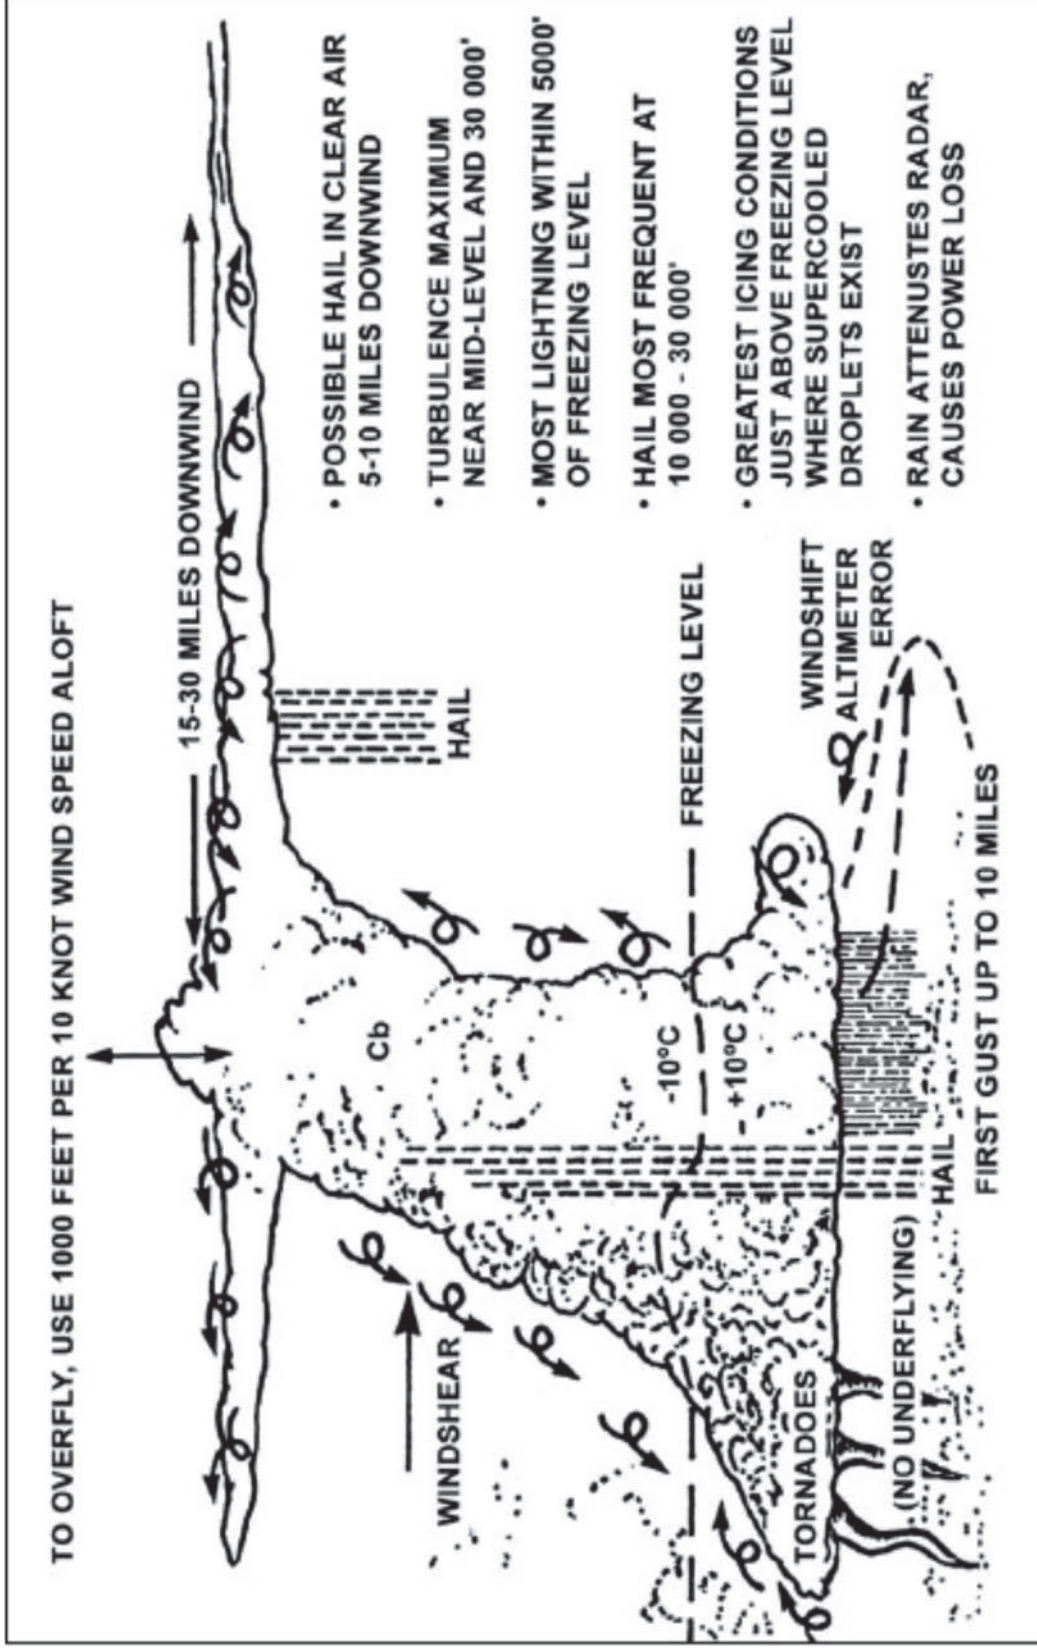 TO OVERFLY, USE 1000 FEET PER 10 KNOT WIND SPEED ALOFT
15-30 MILES DOWNWIND
• POSSIBLE HAIL IN CLEAR AIR
5-10 MILES DOWNWIND
• TURBULENCE MAXIMUM
NEAR MID-LEVEL AND 30 000'
• MOST LIGHTNING WITHIN 5000'
OF FREEZING LEVEL
• HAIL MOST FREQUENT AT
10 000 - 30 000'
• GREATEST ICING CONDITIONS
JUST ABOVE FREEZING LEVEL
WHERE SUPERCOOLED
DROPLETS EXIST
• RAIN ATTENUSTES RADAR,
CAUSES POWER LOSS
Cb
HAIL
WINDSHEAR
FREEZING LEVEL
-10°C
+10°C
WINDSHIFT
ALTIMETER
ERROR
TORNADOES
(NO UNDERFLYING)
HAIL
FIRST GUST UP TO 10 MILES